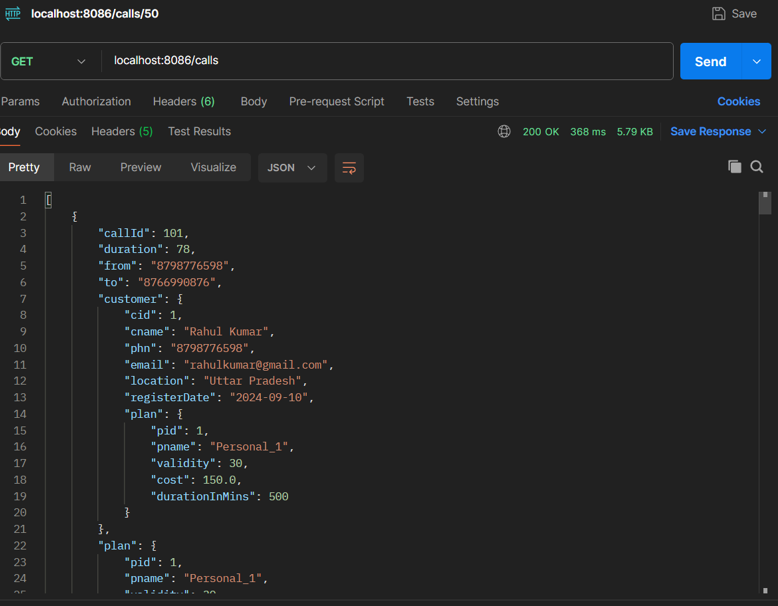 HTTP localhost:8086/calls/50 Save
GET localhost:8086/calls Send
Params Authorization Headers (6) Body Pre-request Script Tests Settings Cookies
ody Cookies Headers (5) Test Results 200 OK 368 ms 5.79 KB Save Response
Pretty Raw Preview Visualize JSON
1 [
2 {
3 "callId": 101,
4 "duration": 78,
5 "from": "8798776598",
6 "to": "8766990876",
7 "customer": {
8 "cid": 1,
9 "cname": "Rahul Kumar",
10 "phn": "8798776598",
11 "email": "rahulkumar@gmail.com",
12 "location": "Uttar Pradesh",
13 "registerDate": "2024-09-10",
14 "plan": {
15 "pid": 1,
16 "pname": "Personal_1",
17 "validity": 30,
18 "cost": 150.0,
19 "durationInMins": 500
20 }
21 },
22 "plan": {
23 "pid": 1,
24 "pname": "Personal_1",
25 "validity": 30